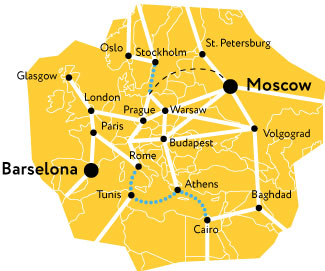 Oslo
St. Petersburg
Stockholm
Glasgow
Moscow
London
Prague
Warsaw
Paris
Volgograd
Budapest
Rome
Barselona
Athens
Tunis
Baghdad
Cairo